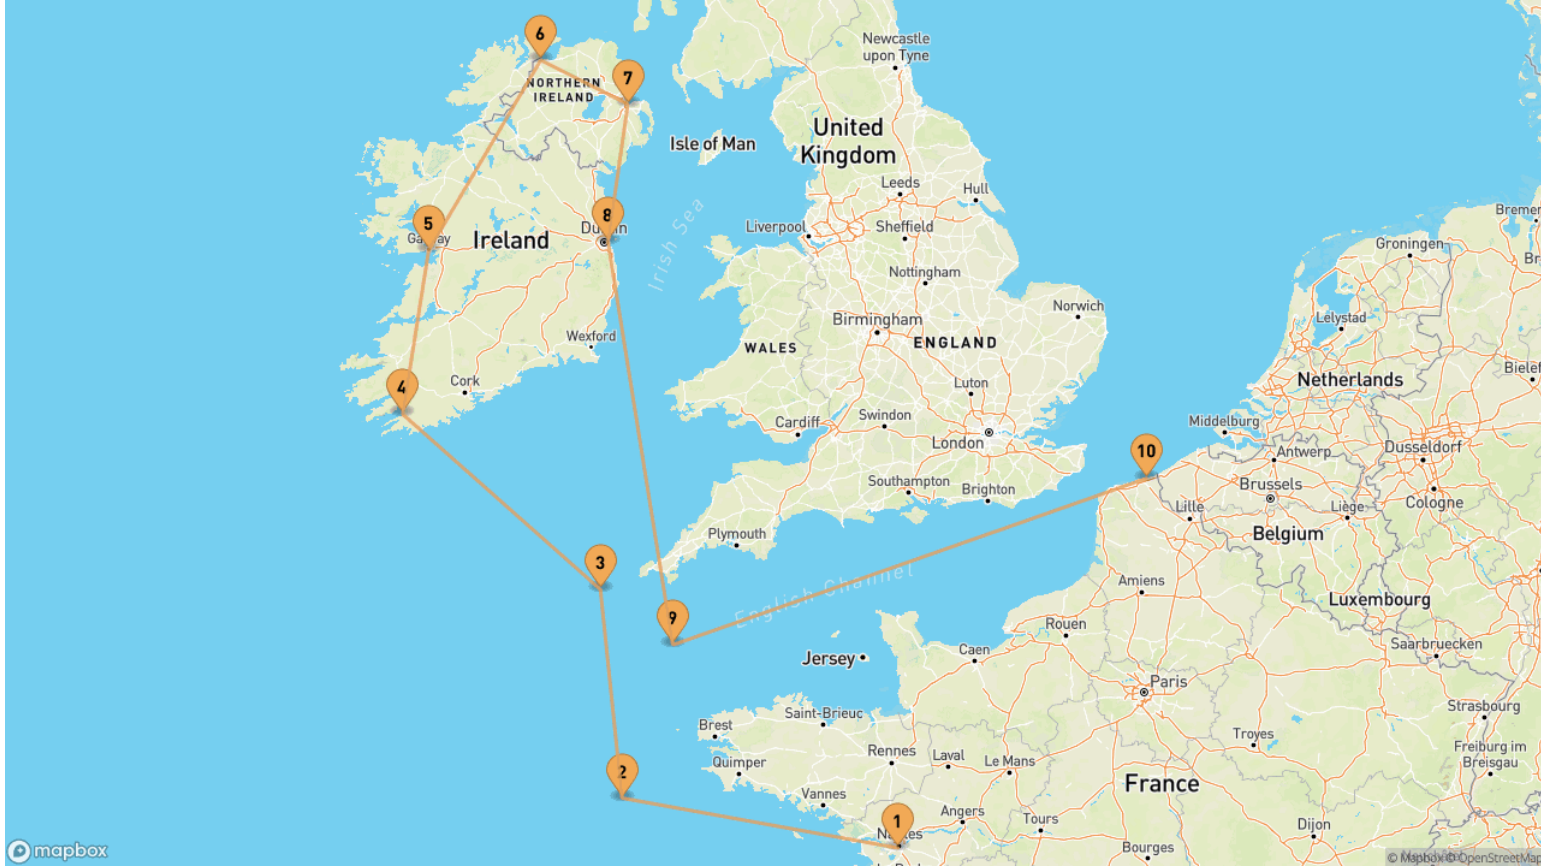 6
Newcastle
upon Tyne
7
NORTHERN
IRELAND
United
Kingdom
Isle of Man
Leeds
Hull
Irish Sea
5
8
Ireland
Liverpool
Sheffield
Groningen
Nottingham
Norwich
Lelystad
Wexford
Birmingham
WALES
ENGLAND
4
Cork
Luton
Netherlands
Cardiff
Swindon
London
Middelburg
10
Antwerp
Dusseldorf
Southampton
Brighton
Brussels
Lille
Liège
Cologne
Plymouth
Belgium
3
English Channel
Amiens
Luxembourg
9
Rouen
Jersey
Caen
Saarbruecken
Paris
Strasbourg
Saint-Brieuc
Brest
Troyes
Rennes
Laval
Le Mans
Freiburg im
Breisgau
Quimper
2
France
Vannes
1
Angers
Tours
Dijon
Bourges
mapbox
© Mapbox © OpenStreetMap